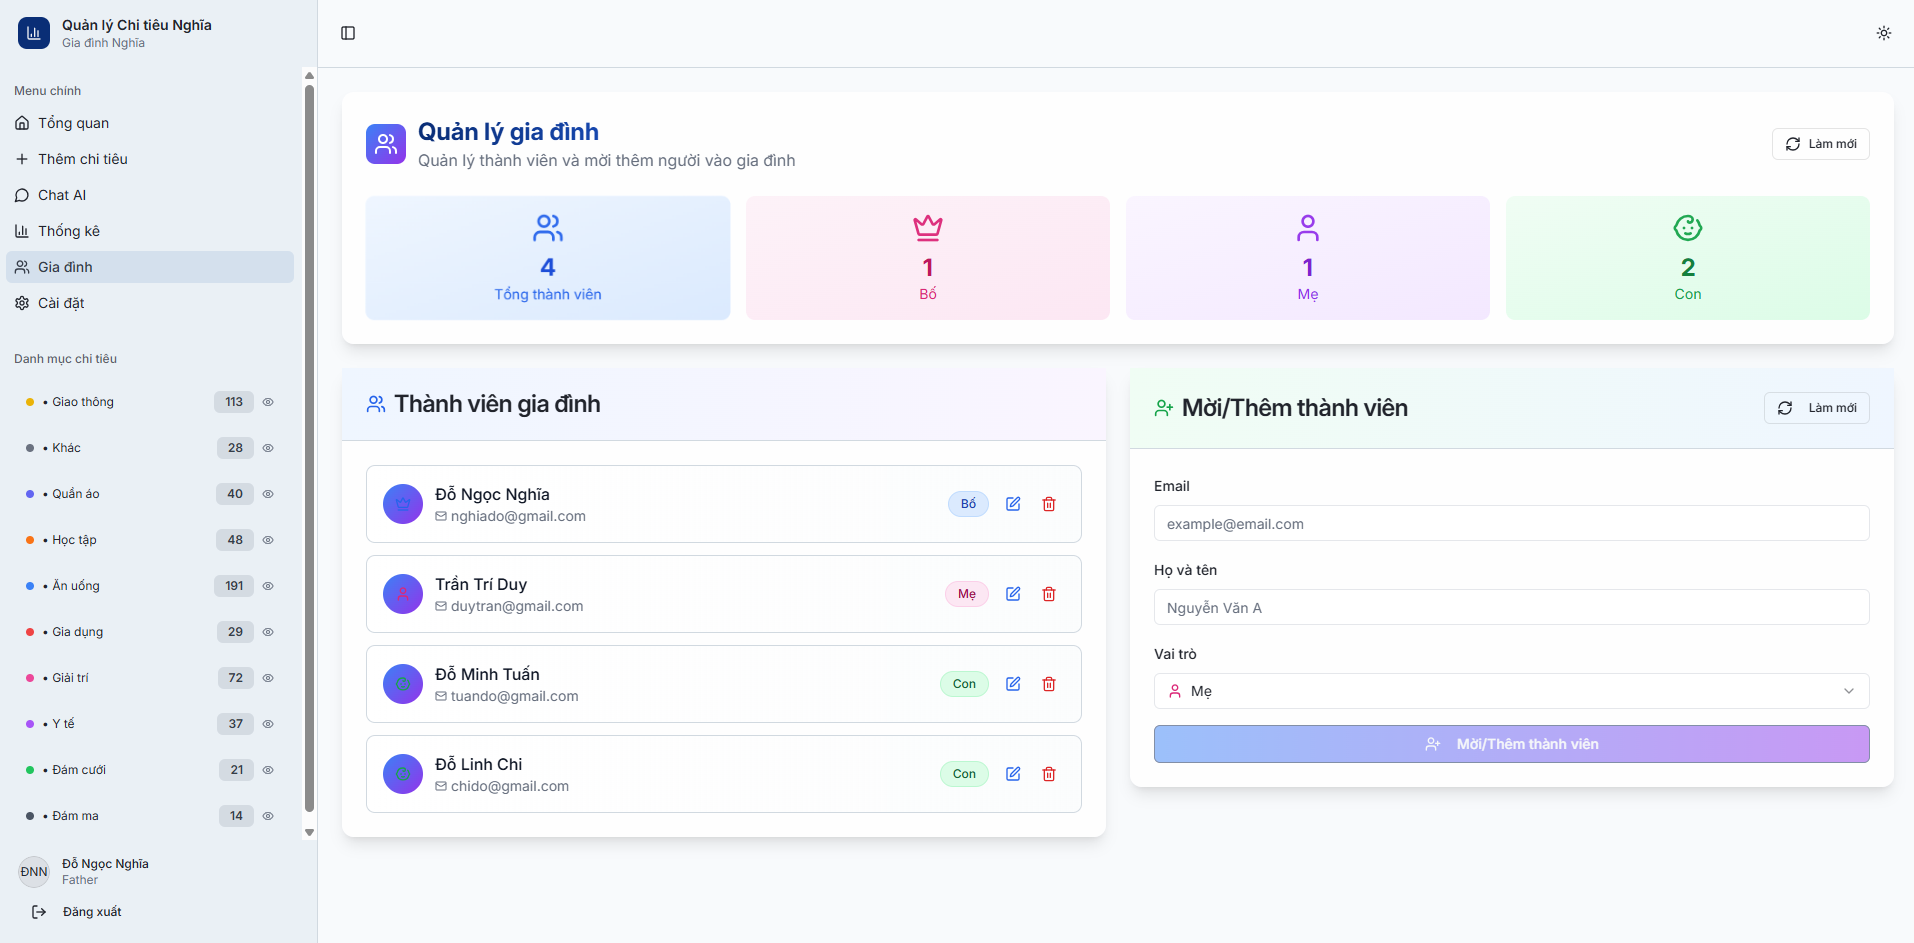 Quản lý Chi tiêu Nghĩa
Gia đình Nghĩa
Menu chính
Tổng quan
Thêm chi tiêu
Chat AI
Thống kê
Gia đình
Cài đặt
Danh mục chi tiêu
• Giao thông 113
• Khác 28
• Quần áo 40
• Học tập 48
• Ăn uống 191
• Gia dụng 29
• Giải trí 72
• Y tế 37
• Đám cưới 21
• Đám ma 14
ĐNN
Đỗ Ngọc Nghĩa
Father
Đăng xuất
Quản lý gia đình
Quản lý thành viên và mời thêm người vào gia đình
Làm mới
4
Tổng thành viên
1
Bố
1
Mẹ
2
Con
Thành viên gia đình
Đỗ Ngọc Nghĩa
nghiado@gmail.com
Bố
Trần Trí Duy
duytran@gmail.com
Mẹ
Đỗ Minh Tuấn
tuando@gmail.com
Con
Đỗ Linh Chi
chido@gmail.com
Con
Mời/Thêm thành viên
Làm mới
Email
example@email.com
Họ và tên
Nguyễn Văn A
Vai trò
Mẹ
Mời/Thêm thành viên